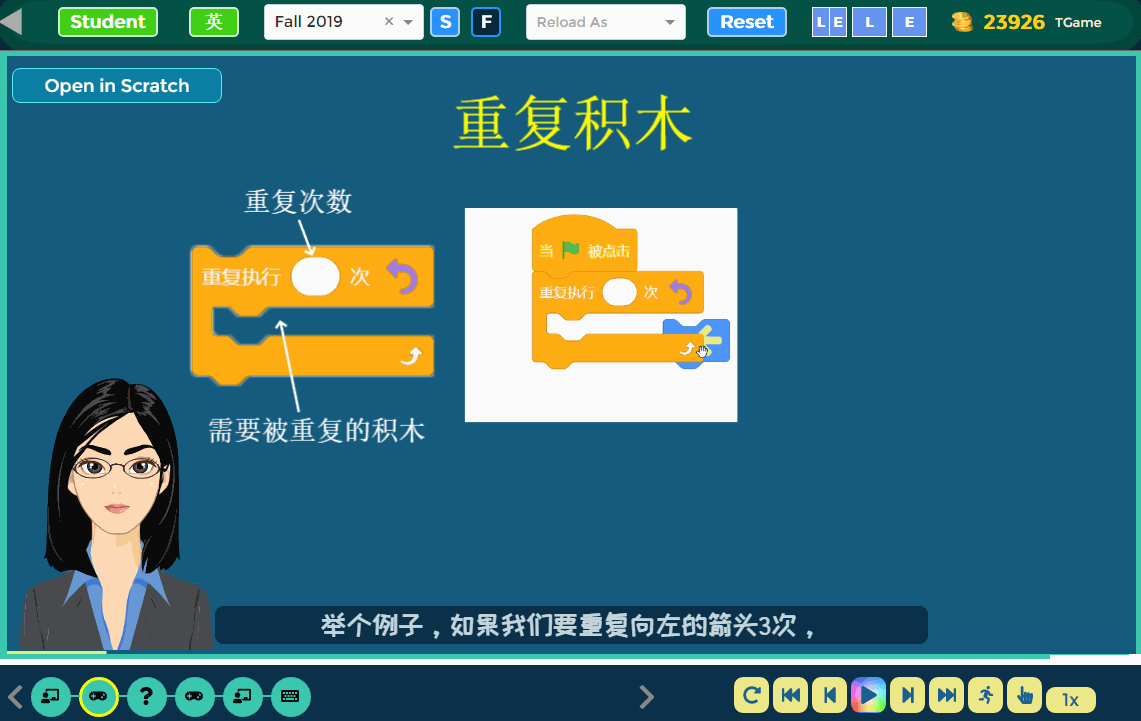 Student
英
Fall 2019
S
F
Reload As
Reset
L E
L
E
23926
TGame
Open in Scratch
重复积木
重复次数
重复执行 次
需要被重复的积木
当 被点击
重复执行 次
举个例子，如果我们要重复向左的箭头3次，
?
1x